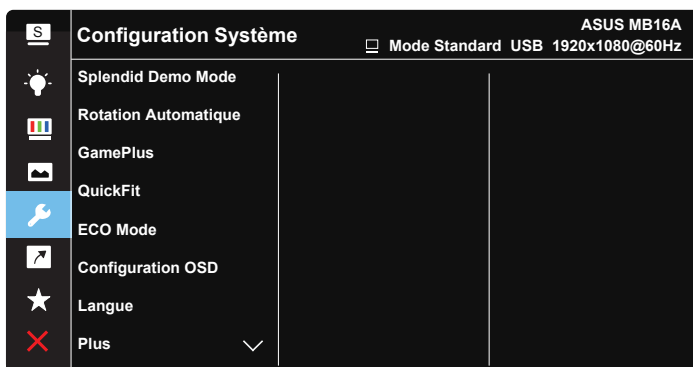 S
Configuration Système
ASUS MB16A
Mode Standard USB 1920x1080@60Hz
Splendid Demo Mode
Rotation Automatique
GamePlus
QuickFit
ECO Mode
Configuration OSD
Langue
Plus